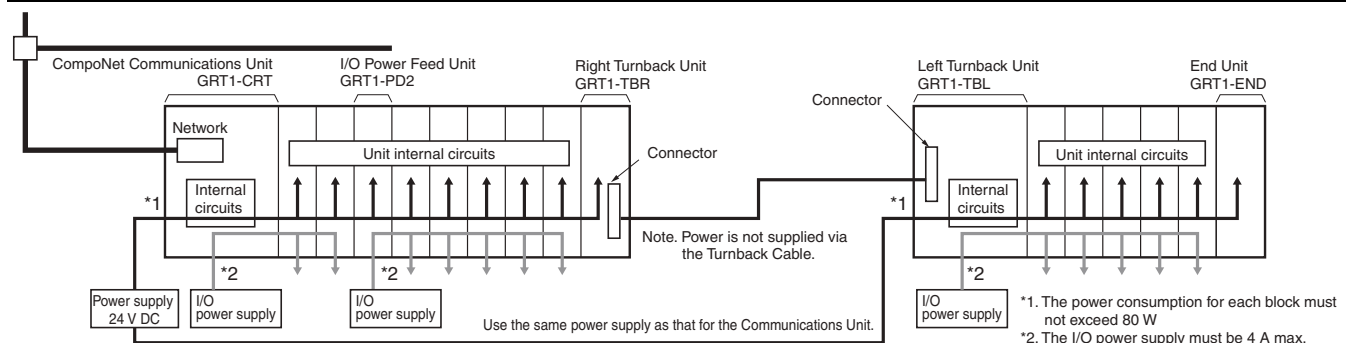 CompoNet Communications Unit
GRT1-CRT
I/O Power Feed Unit
GRT1-PD2
Right Turnback Unit
GRT1-TBR
Left Turnback Unit
GRT1-TBL
End Unit
GRT1-END
Connector
Network
Unit internal circuits
Connector
Unit internal circuits
Internal
circuits
*1
Internal
circuits
*1
Note. Power is not supplied via
the Turnback Cable.
*2
*2
*2
Power supply
24 V DC
I/O
power supply
I/O
power supply
Use the same power supply as that for the Communications Unit.
I/O
power supply
*1. The power consumption for each block must
not exceed 80 W
*2. The I/O power supply must be 4 A max.